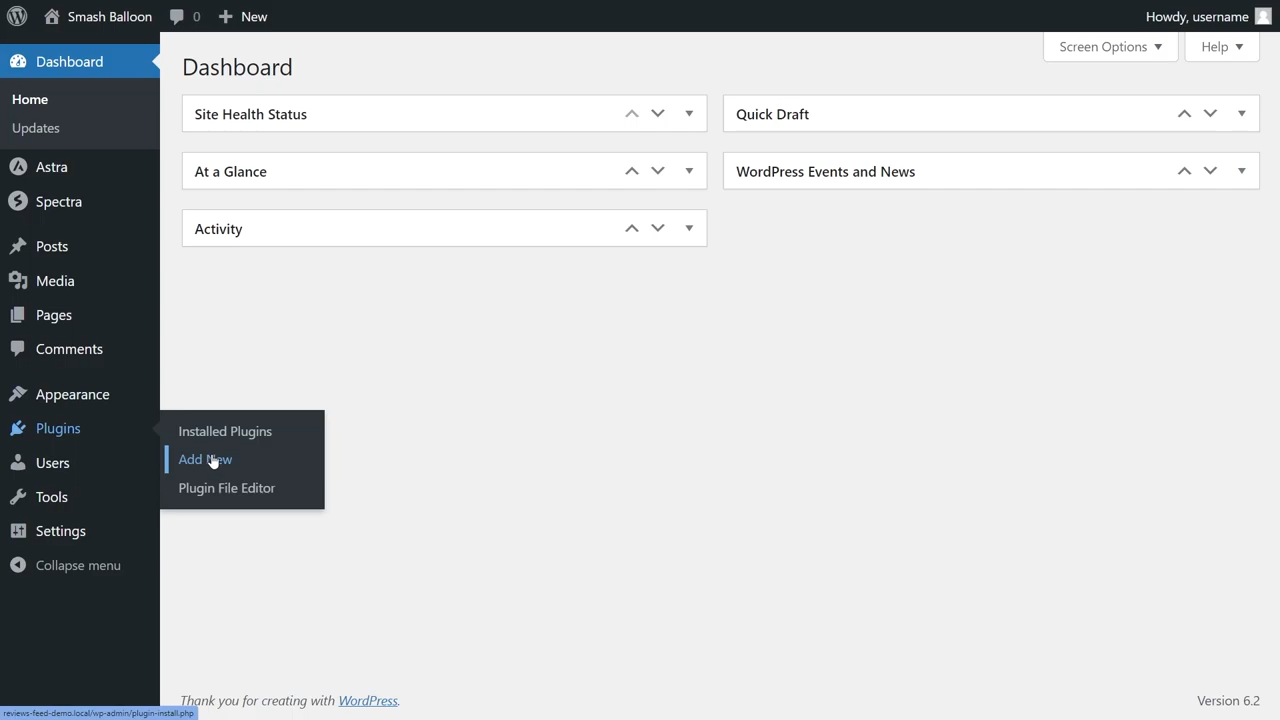 Smash Balloon 0 New Howdy, username
Screen Options Help
Dashboard
Home
Updates
Astra
Spectra
Posts
Media
Pages
Comments
Appearance
Plugins
Users
Tools
Settings
Collapse menu
Installed Plugins
Add New
Plugin File Editor
Dashboard
Site Health Status
At a Glance
Activity
Quick Draft
WordPress Events and News
Thank you for creating with WordPress.
Version 6.2
reviews-feed-demo.local/wp-admin/plugin-install.php